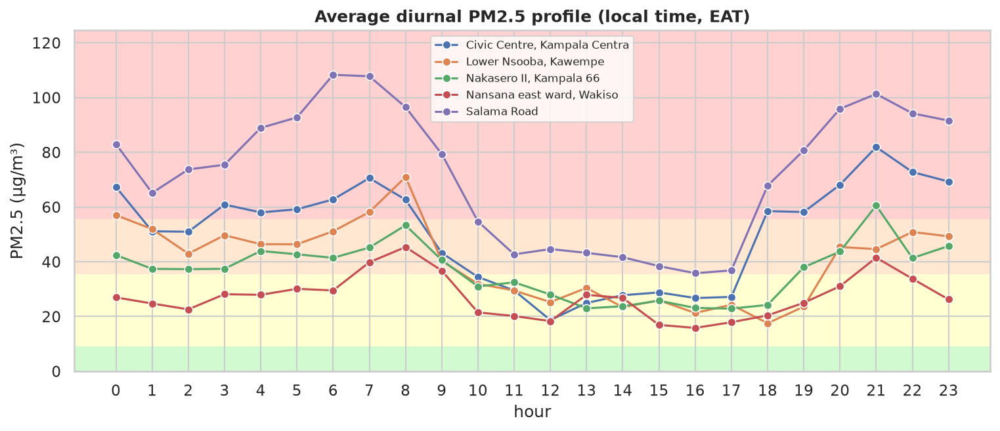 Average diurnal PM2.5 profile (local time, EAT)
Civic Centre, Kampala Centra
Lower Nsooba, Kawempe
Nakasero II, Kampala 66
Nansana east ward, Wakiso
Salama Road
PM2.5 (µg/m³)
120
100
80
60
40
20
0
0 1 2 3 4 5 6 7 8 9 10 11 12 13 14 15 16 17 18 19 20 21 22 23
hour